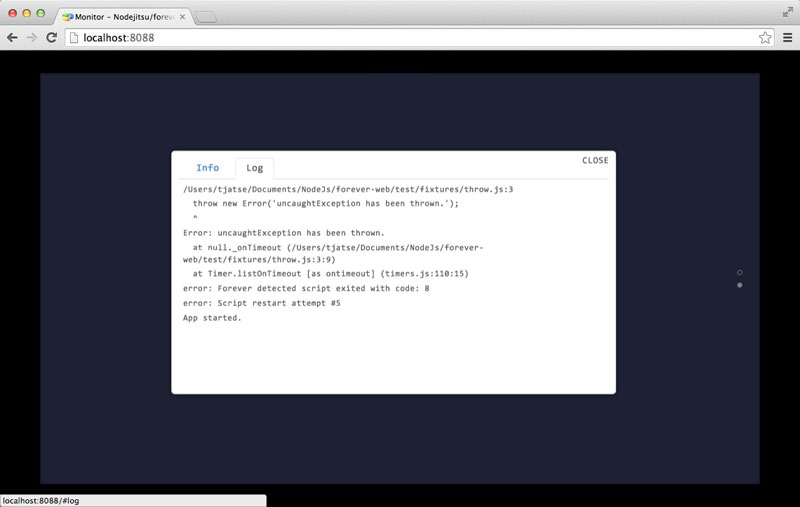 Monitor - Nodejitsu/forev
localhost:8088
CLOSE
Info
Log
/Users/tjatse/Documents/NodeJs/forever-web/test/fixtures/throw.js:3
throw new Error('uncaughtException has been thrown.');
^
Error: uncaughtException has been thrown.
at null._onTimeout (/Users/tjatse/Documents/NodeJs/forever-
web/test/fixtures/throw.js:3:9)
at Timer.listOnTimeout [as ontimeout] (timers.js:110:15)
error: Forever detected script exited with code: 8
error: Script restart attempt #5
App started.
localhost:8088/#log